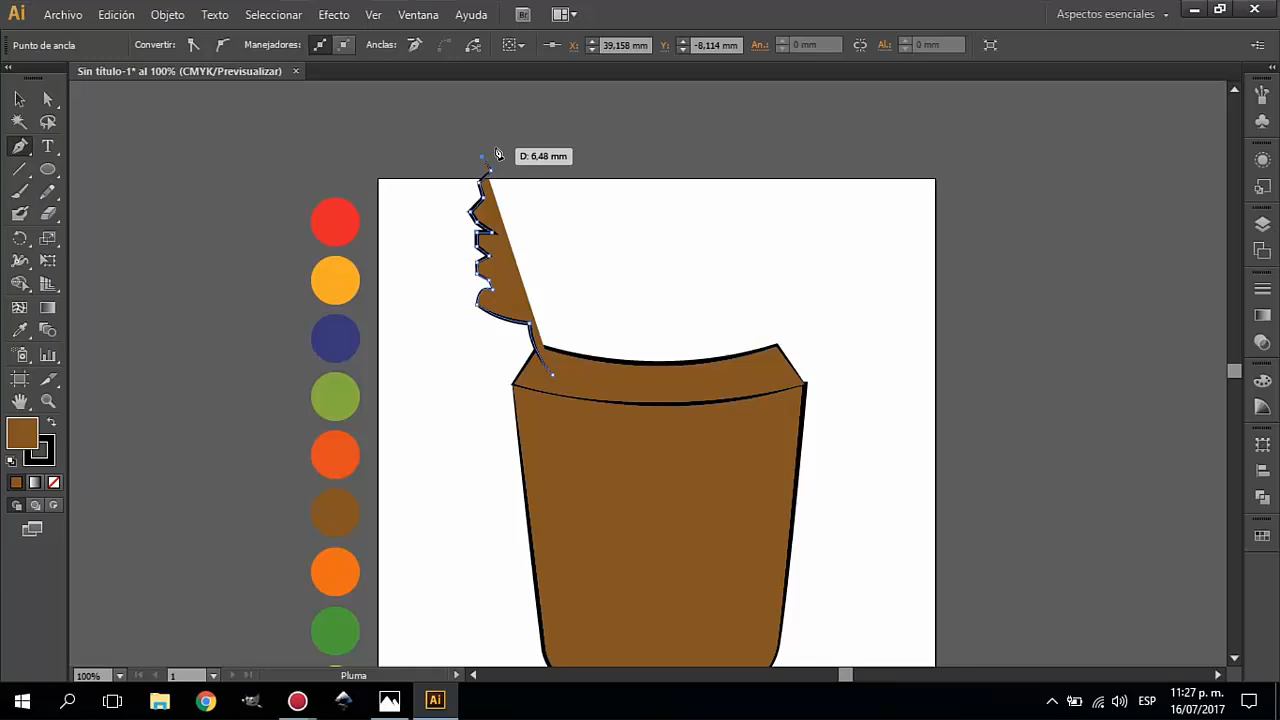 Ai Archivo Edición Objeto Texto Seleccionar Efecto Ver Ventana Ayuda Br Aspectos esenciales
Punto de ancla Convertir: Manejadores: Anclas: X: 39,158 mm Y: -8,114 mm An.: 0 mm Al.: 0 mm
Sin título-1* al 100% (CMYK/Previsualizar) ×
D: 6,48 mm
T
100% 1 Pluma
Ai ESP 11:27 p. m.
16/07/2017